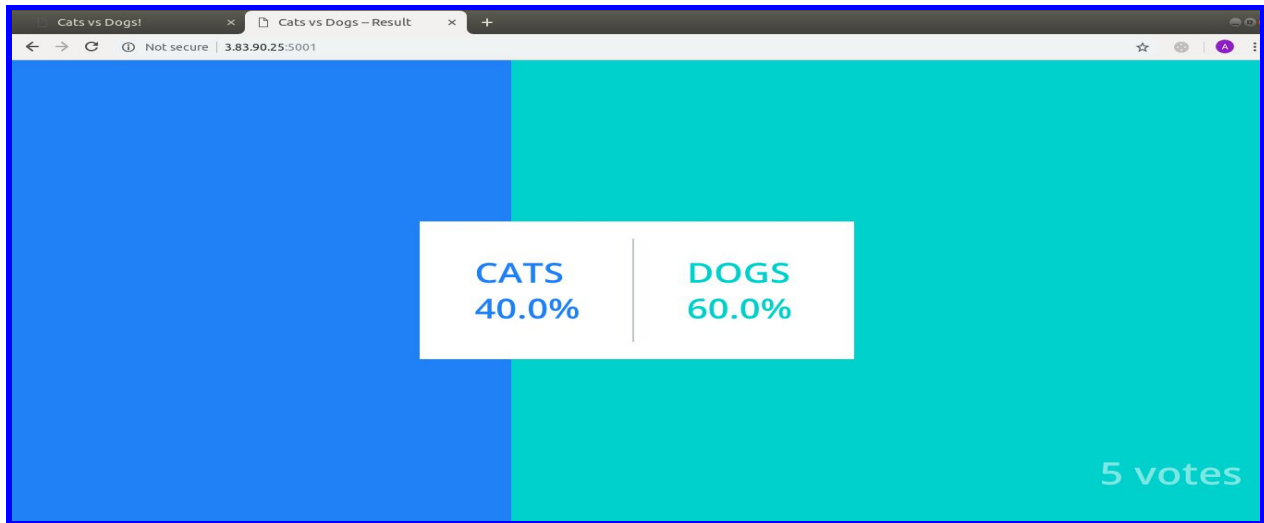 Cats vs Dogs! × Cats vs Dogs – Result × +
Not secure | 3.83.90.25:5001 A
CATS DOGS
40.0% 60.0%
5 votes